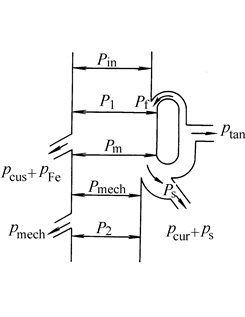 P_in
P_1
P_f
p_tan
P_m
p_cus+p_Fe
P_mech
P_s
p_mech
P_2
p_cur+p_s